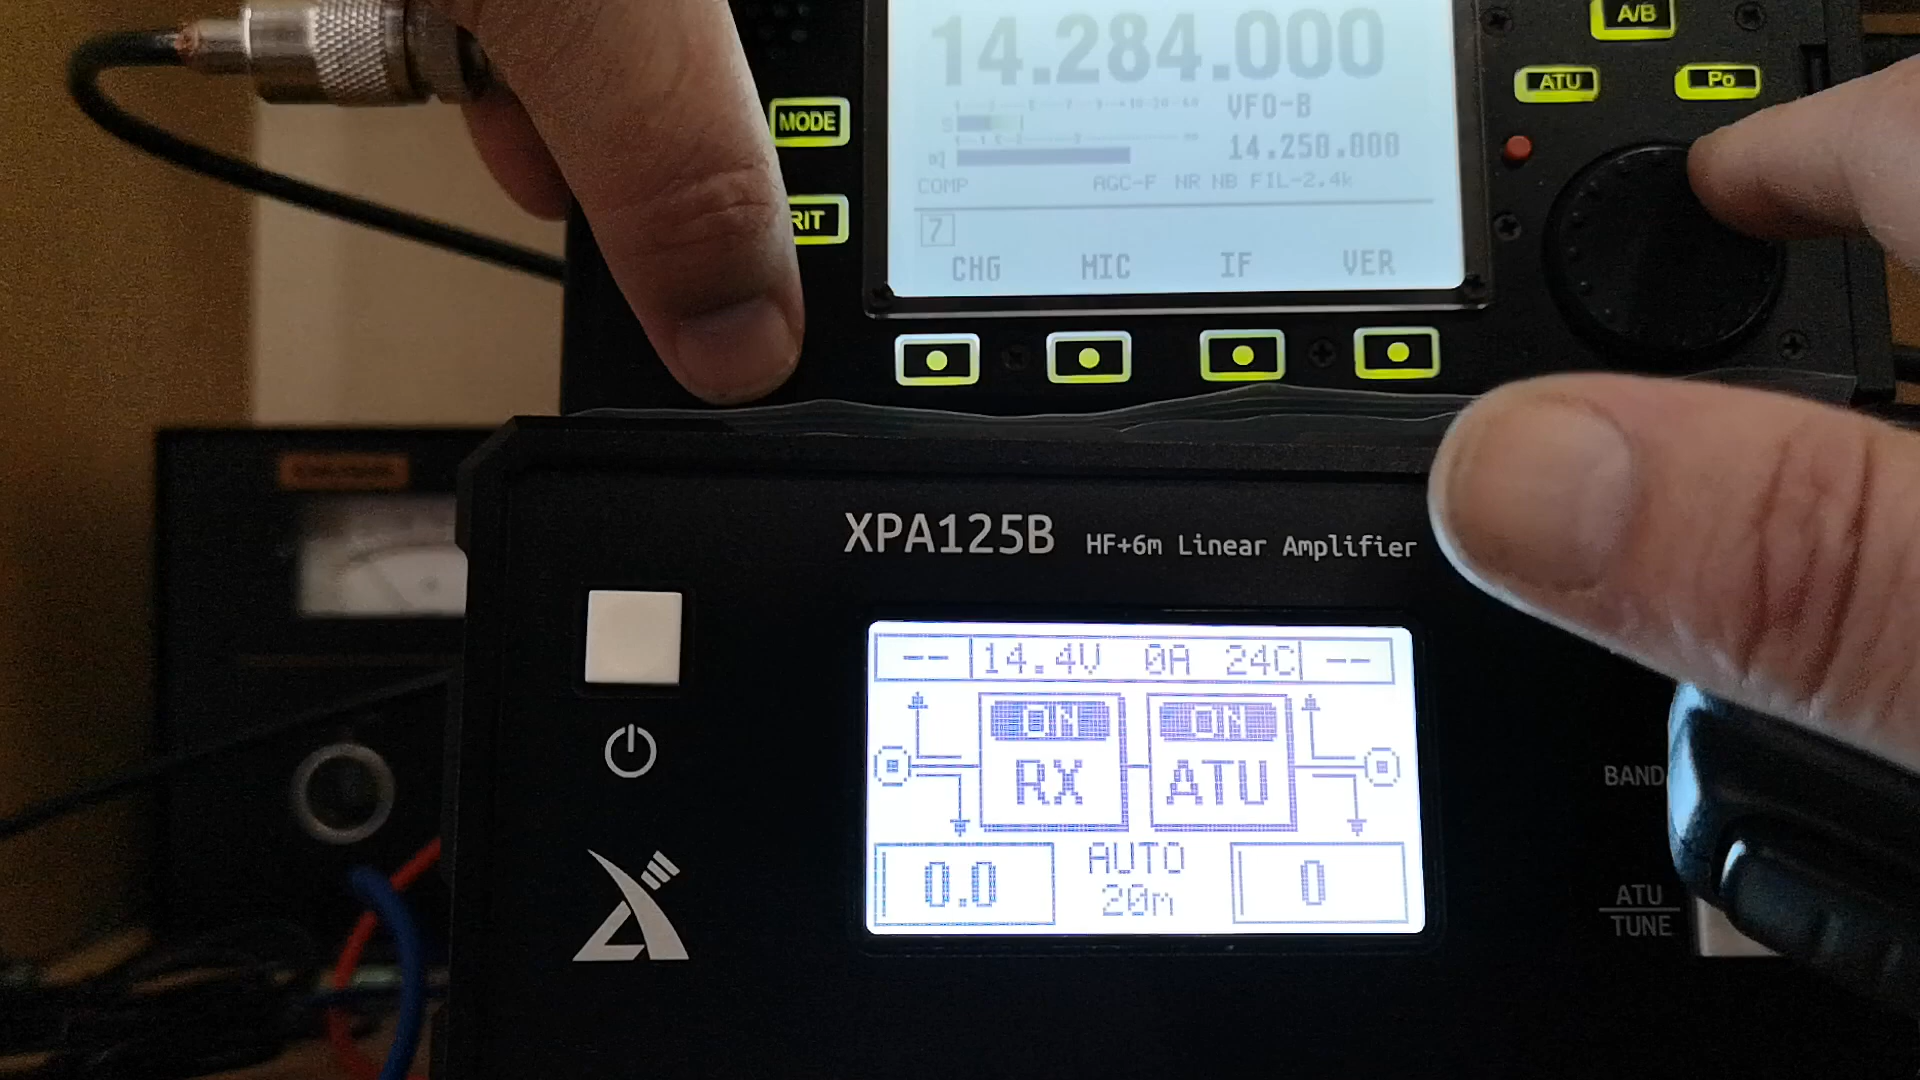 A/B
14.284.000
ATU
Po
MODE
VFO-B
S
14.250.000
COMP AGC-F NR NB FIL-2.4k
RIT
7
CHG MIC IF VER
XPA125B HF+6m Linear Amplifier
-- 14.4V 0A 24C --
ON ON
RX ATU
BAND
0.0 AUTO 0
20m
ATU
TUNE